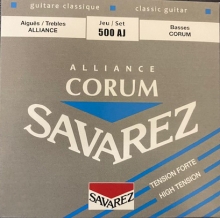 guitare classique
classic guitar
Aiguës / Trebles
ALLIANCE
Jeu / Set
500 AJ
Basses
CORUM
ALLIANCE
CORUM
SAVAREZ
TENSION FORTE
HIGH TENSION
SAVAREZ